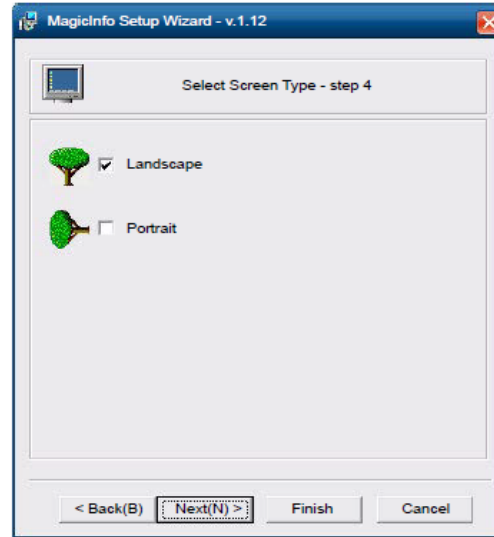 MagicInfo Setup Wizard - v.1.12
Select Screen Type - step 4
Landscape
Portrait
< Back(B) Next(N) > Finish Cancel